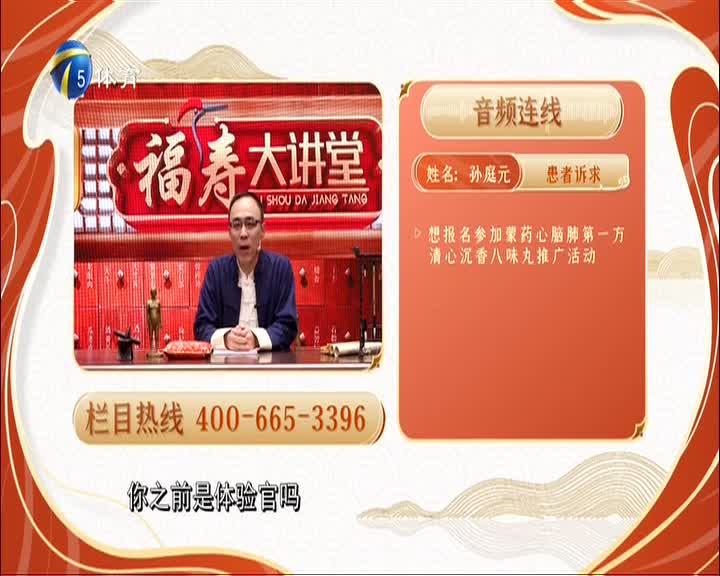 5 体育
福寿大讲堂
SHOU DA JIANG TANG
音频连线
姓名：孙庭元
患者诉求
想报名参加蒙药心脑肺第一方
清心沉香八味丸推广活动
栏目热线 400-665-3396
你之前是体验官吗